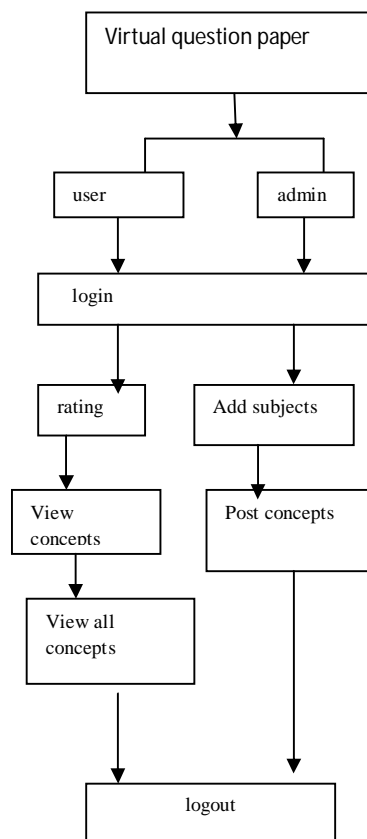 Virtual question paper
user
admin
login
rating
Add subjects
View
concepts
Post concepts
View all
concepts
logout